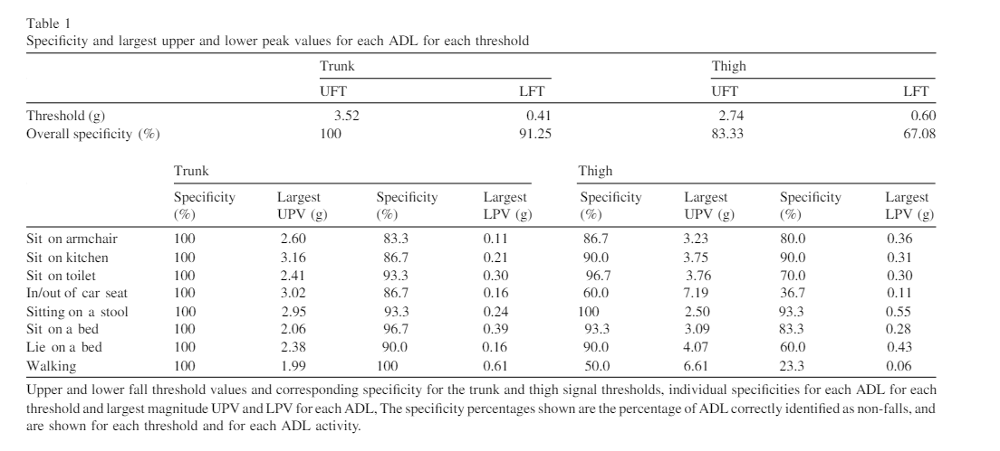 Table 1
Specificity and largest upper and lower peak values for each ADL for each threshold
Trunk Thigh
UFT LFT UFT LFT
Threshold (g) 3.52 0.41 2.74 0.60
Overall specificity (%) 100 91.25 83.33 67.08
Trunk Thigh
Specificity Largest Specificity Largest Specificity Largest Specificity Largest
(%) UPV (g) (%) LPV (g) (%) UPV (g) (%) LPV (g)
Sit on armchair 100 2.60 83.3 0.11 86.7 3.23 80.0 0.36
Sit on kitchen 100 3.16 86.7 0.21 90.0 3.75 90.0 0.31
Sit on toilet 100 2.41 93.3 0.30 96.7 3.76 70.0 0.30
In/out of car seat 100 3.02 86.7 0.16 60.0 7.19 36.7 0.11
Sitting on a stool 100 2.95 93.3 0.24 100 2.50 93.3 0.55
Sit on a bed 100 2.06 96.7 0.39 93.3 3.09 83.3 0.28
Lie on a bed 100 2.38 90.0 0.16 90.0 4.07 60.0 0.43
Walking 100 1.99 100 0.61 50.0 6.61 23.3 0.06
Upper and lower fall threshold values and corresponding specificity for the trunk and thigh signal thresholds, individual specificities for each ADL for each
threshold and largest magnitude UPV and LPV for each ADL, The specificity percentages shown are the percentage of ADL correctly identified as non-falls, and
are shown for each threshold and for each ADL activity.